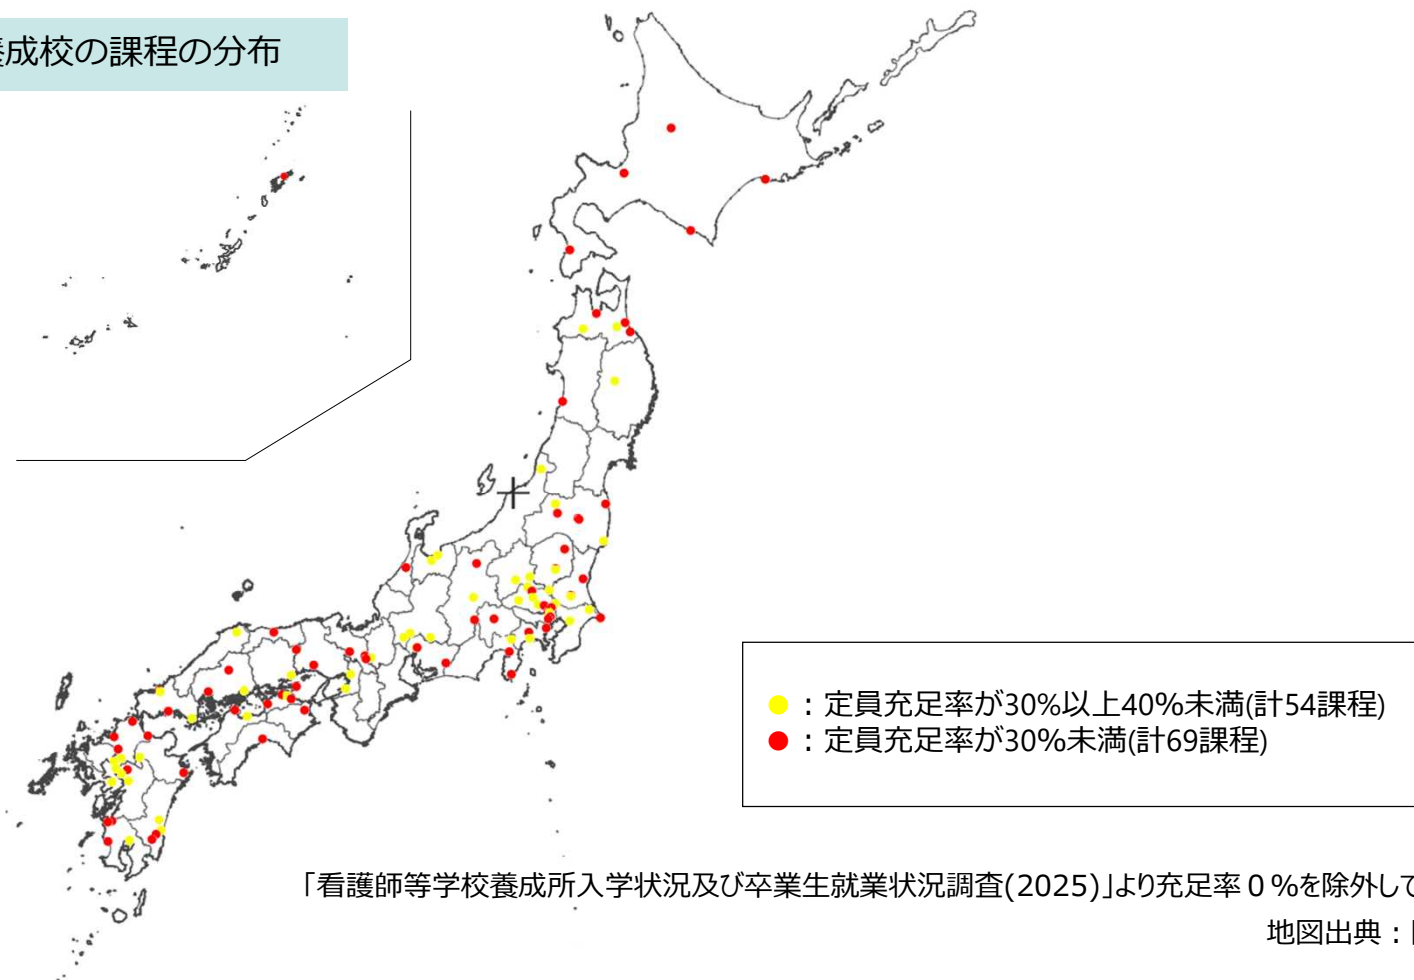 成校の課程の分布
：定員充足率が30%以上40%未満(計54課程)
：定員充足率が30%未満(計69課程)
「看護師等学校養成所入学状況及び卒業生就業状況調査(2025)」より充足率０%を除外して
地図出典：